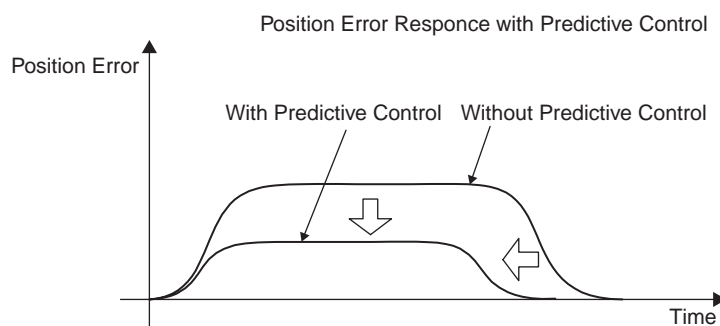 Position Error Responce with Predictive Control
Position Error
With Predictive Control
Without Predictive Control
Time